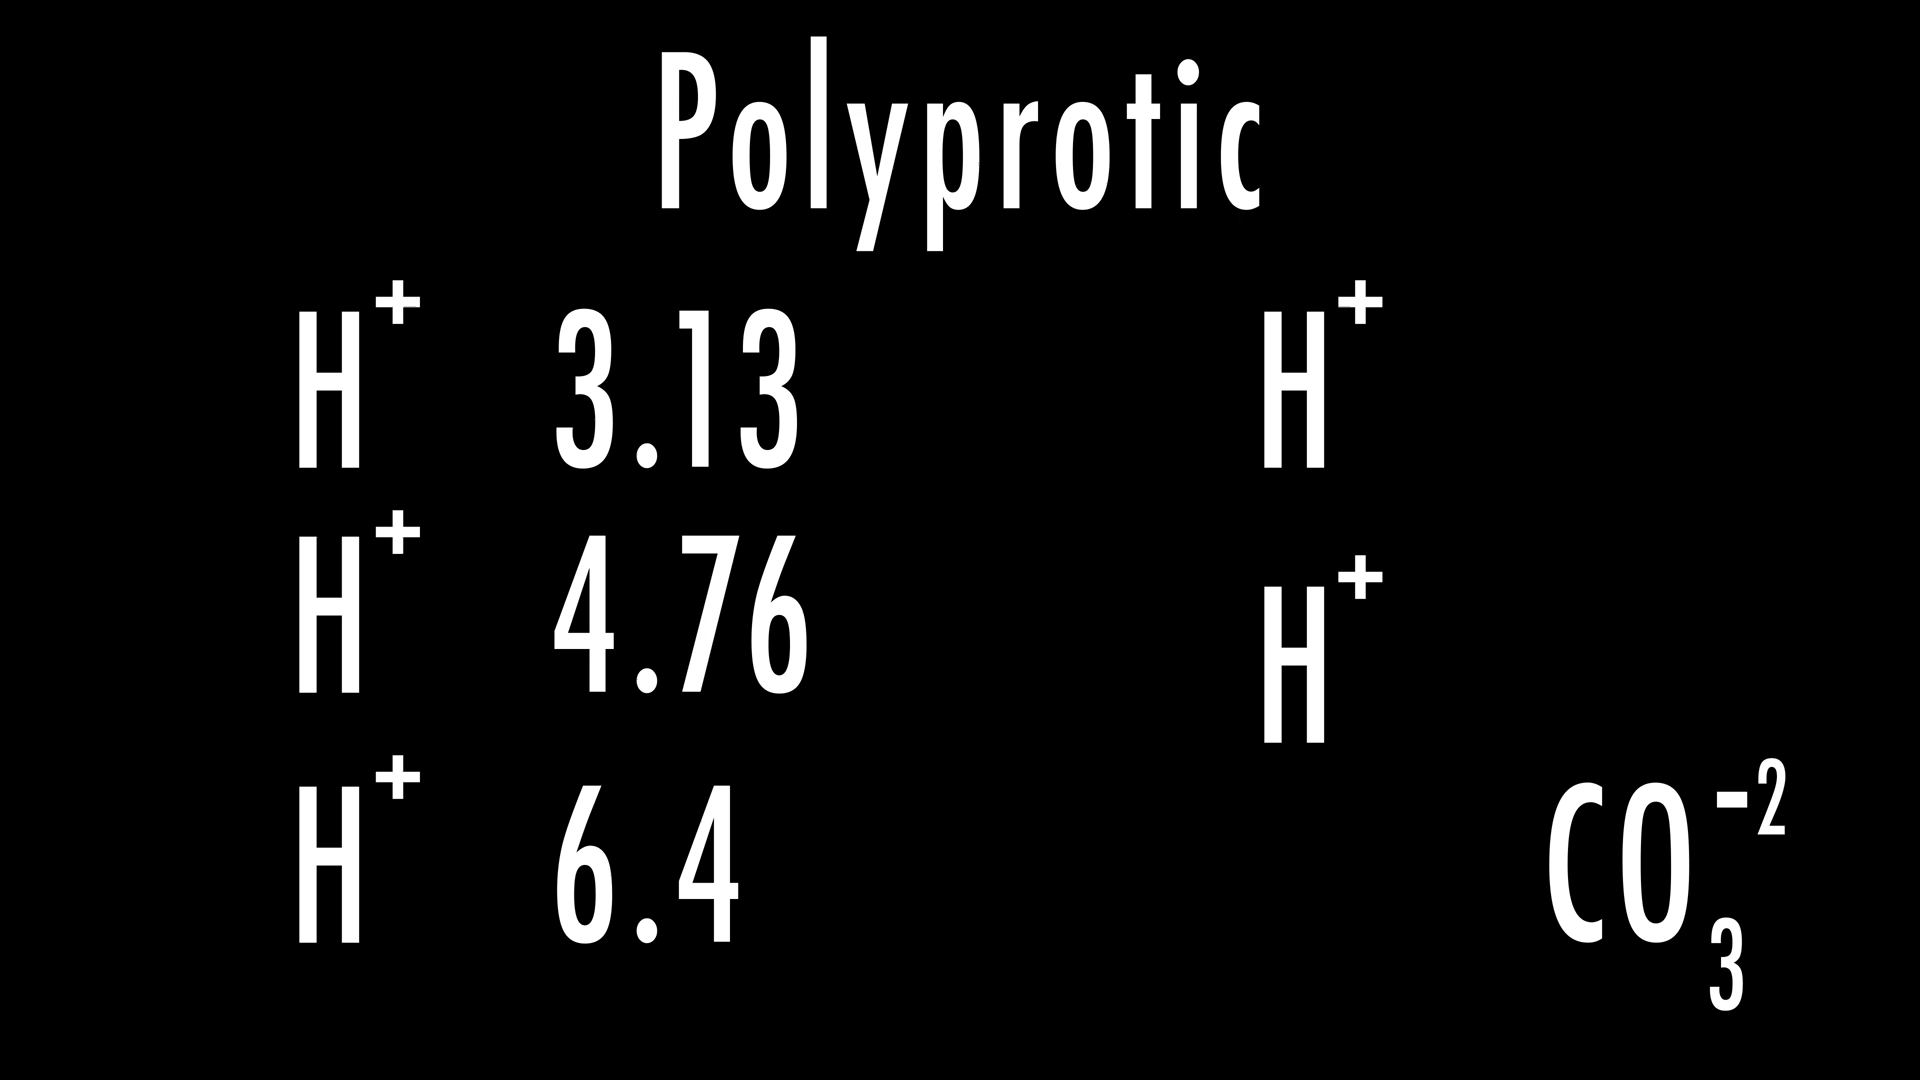 Polyprotic
H⁺ 3.13 H⁺
H⁺ 4.76 H⁺
H⁺ 6.4 CO₃⁻²